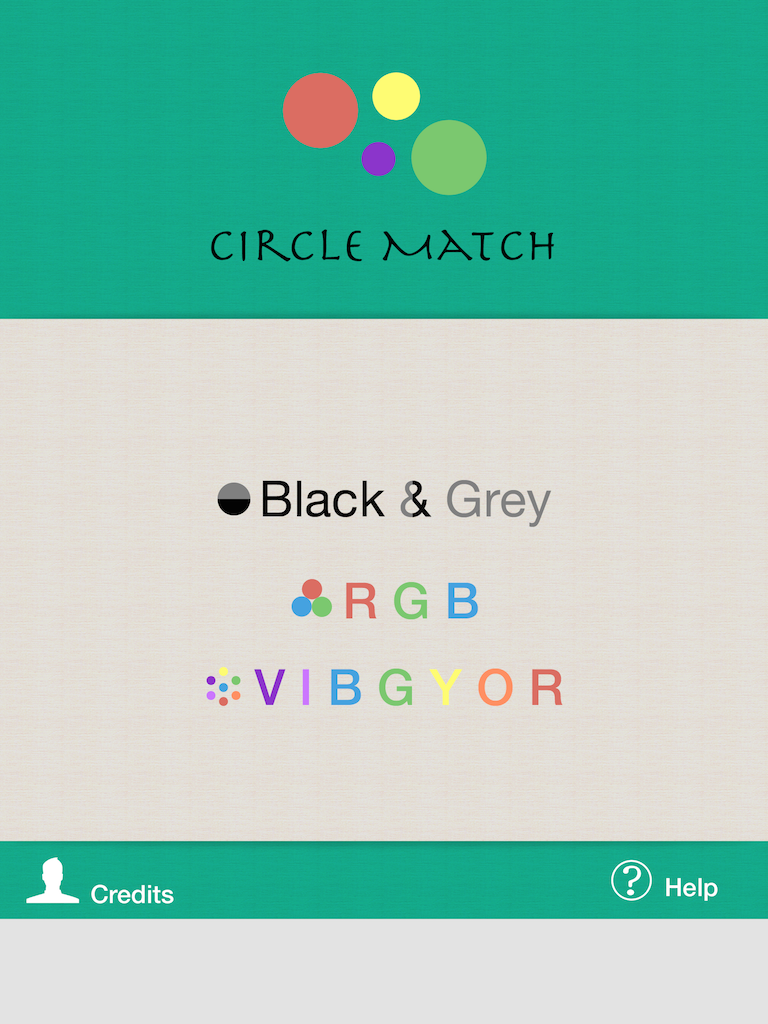 CIRCLE MATCH
Black & Grey
R G B
V I B G Y O R
Credits
Help